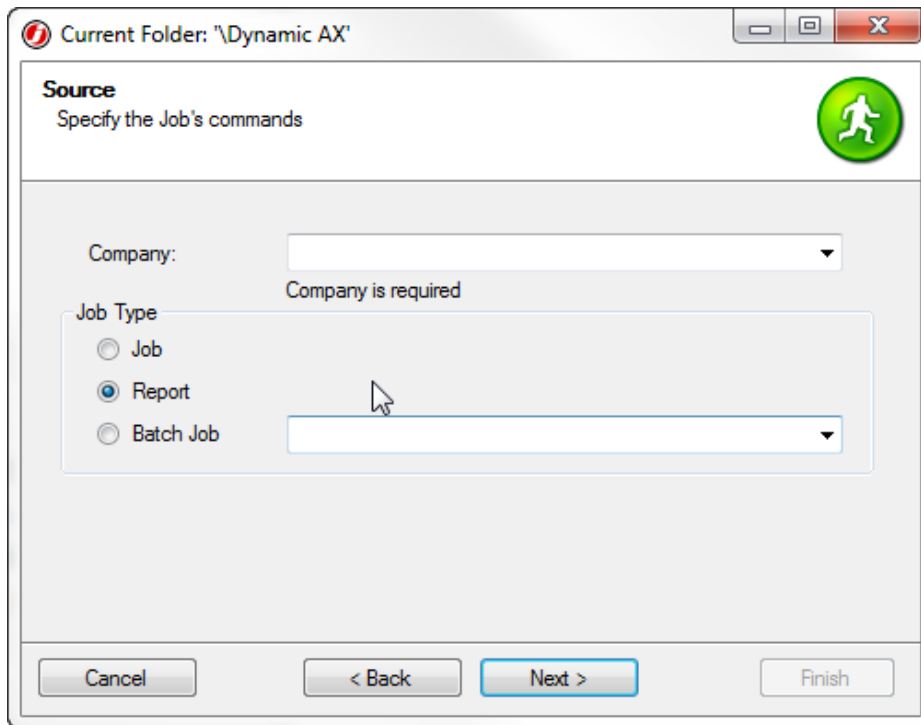 Current Folder: '\Dynamic AX'
Source
Specify the Job's commands
Company:
Company is required
Job Type
Job
Report
Batch Job
Cancel
< Back
Next >
Finish